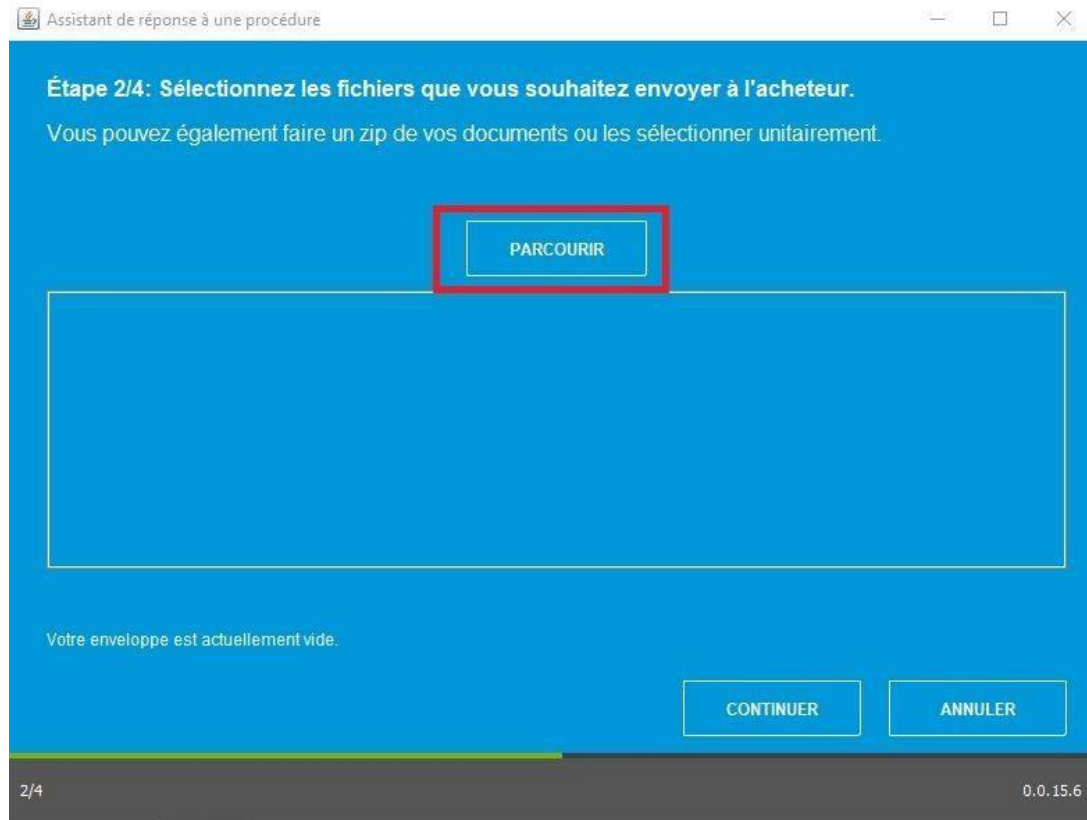 Assistant de réponse à une procédure
Étape 2/4: Sélectionnez les fichiers que vous souhaitez envoyer à l'acheteur.
Vous pouvez également faire un zip de vos documents ou les sélectionner unitairement.
PARCOURIR
Votre enveloppe est actuellement vide.
CONTINUER ANNULER
2/4 0.0.15.6